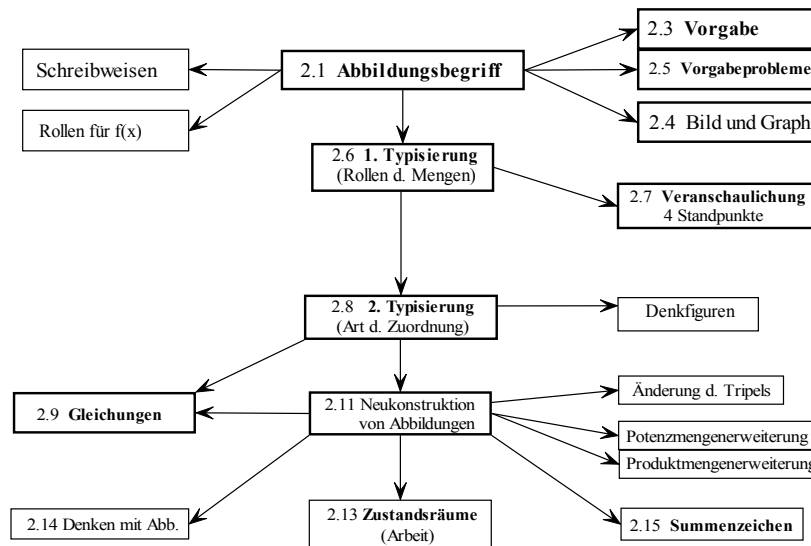 2.3 Vorgabe
Schreibweisen
2.1 Abbildungsbegriff
2.5 Vorgabeprobleme
Rollen für f(x)
2.4 Bild und Graph
2.6 1. Typisierung
(Rollen d. Mengen)
2.7 Veranschaulichung
4 Standpunkte
2.8 2. Typisierung
(Art d. Zuordnung)
Denkfiguren
2.9 Gleichungen
2.11 Neukonstruktion
von Abbildungen
Änderung d. Tripels
Potenzmengenerweiterung
Produktmengenerweiterung
2.14 Denken mit Abb.
2.13 Zustandsräume
(Arbeit)
2.15 Summenzeichen